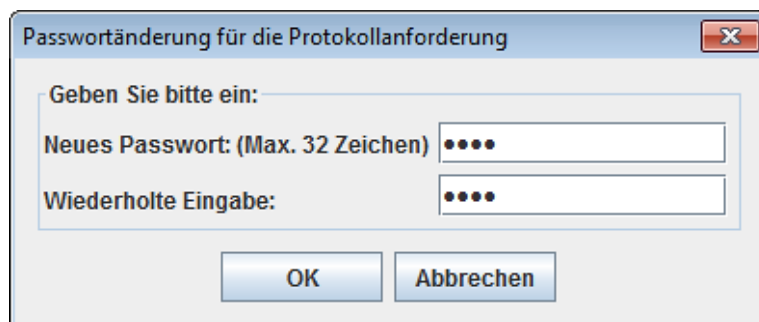 Passwortänderung für die Protokollanforderung
Geben Sie bitte ein:
Neues Passwort: (Max. 32 Zeichen) ••••
Wiederholte Eingabe: ••••
OK Abbrechen